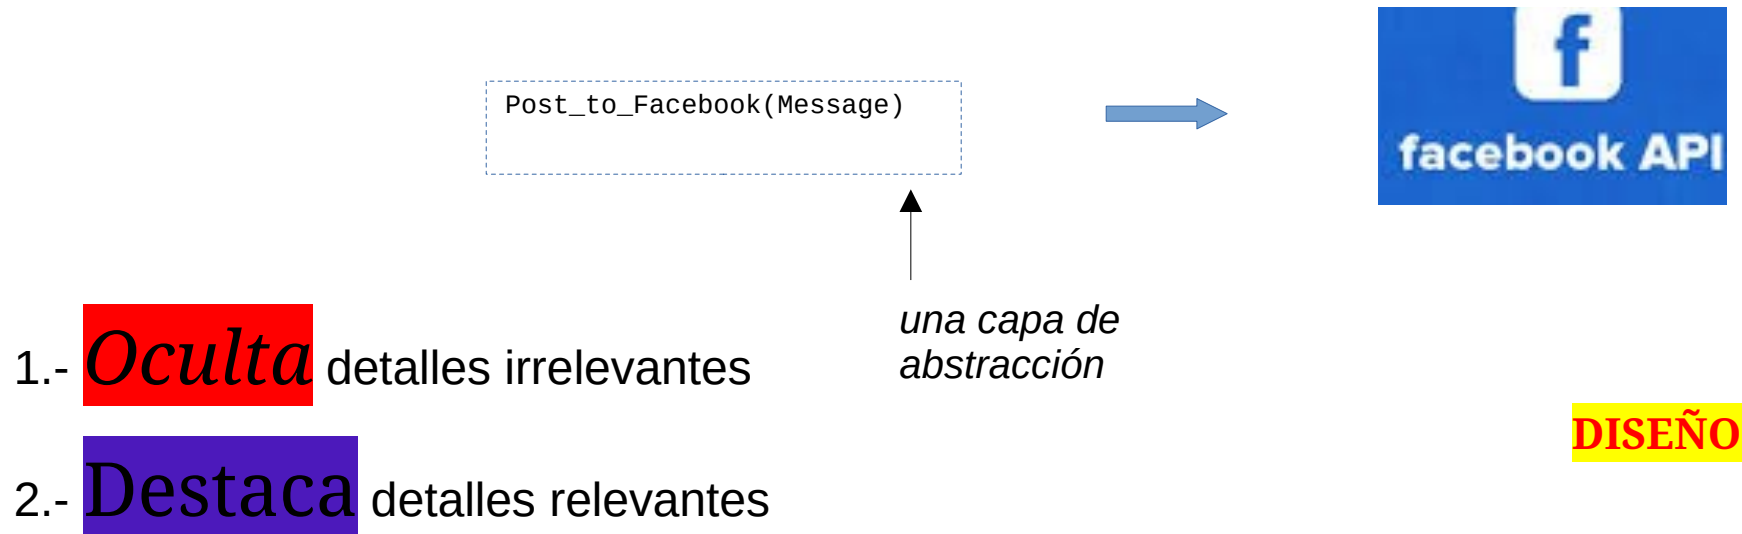 f
Post_to_Facebook(Message)
facebook API
una capa de
abstracción
1.- Oculta detalles irrelevantes
DISEÑO
2.- Destaca detalles relevantes